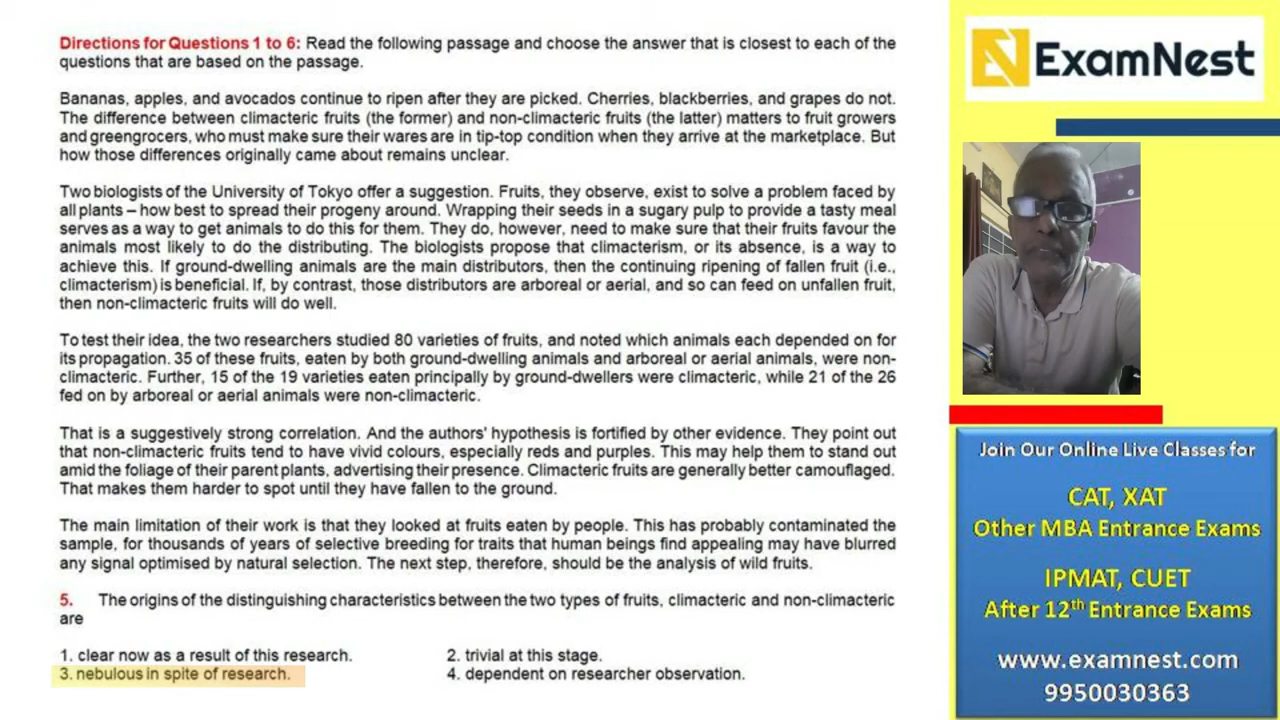 Directions for Questions 1 to 6: Read the following passage and choose the answer that is closest to each of the
questions that are based on the passage.
Bananas, apples, and avocados continue to ripen after they are picked. Cherries, blackberries, and grapes do not.
The difference between climacteric fruits (the former) and non-climacteric fruits (the latter) matters to fruit growers
and greengrocers, who must make sure their wares are in tip-top condition when they arrive at the marketplace. But
how those differences originally came about remains unclear.
Two biologists of the University of Tokyo offer a suggestion. Fruits, they observe, exist to solve a problem faced by
all plants – how best to spread their progeny around. Wrapping their seeds in a sugary pulp to provide a tasty meal
serves as a way to get animals to do this for them. They do, however, need to make sure that their fruits favour the
animals most likely to do the distributing. The biologists propose that climacterism, or its absence, is a way to
achieve this. If ground-dwelling animals are the main distributors, then the continuing ripening of fallen fruit (i.e.,
climacterism) is beneficial. If, by contrast, those distributors are arboreal or aerial, and so can feed on unfallen fruit,
then non-climacteric fruits will do well.
To test their idea, the two researchers studied 80 varieties of fruits, and noted which animals each depended on for
its propagation. 35 of these fruits, eaten by both ground-dwelling animals and arboreal or aerial animals, were non-
climacteric. Further, 15 of the 19 varieties eaten principally by ground-dwellers were climacteric, while 21 of the 26
fed on by arboreal or aerial animals were non-climacteric.
That is a suggestively strong correlation. And the authors' hypothesis is fortified by other evidence. They point out
that non-climacteric fruits tend to have vivid colours, especially reds and purples. This may help them to stand out
amid the foliage of their parent plants, advertising their presence. Climacteric fruits are generally better camouflaged.
That makes them harder to spot until they have fallen to the ground.
The main limitation of their work is that they looked at fruits eaten by people. This has probably contaminated the
sample, for thousands of years of selective breeding for traits that human beings find appealing may have blurred
any signal optimised by natural selection. The next step, therefore, should be the analysis of wild fruits.
5. The origins of the distinguishing characteristics between the two types of fruits, climacteric and non-climacteric
are
1. clear now as a result of this research.
2. trivial at this stage.
3. nebulous in spite of research.
4. dependent on researcher observation.
ExamNest
Join Our Online Live Classes for
CAT, XAT
Other MBA Entrance Exams
IPMAT, CUET
After 12th Entrance Exams
www.examnest.com
9950030363